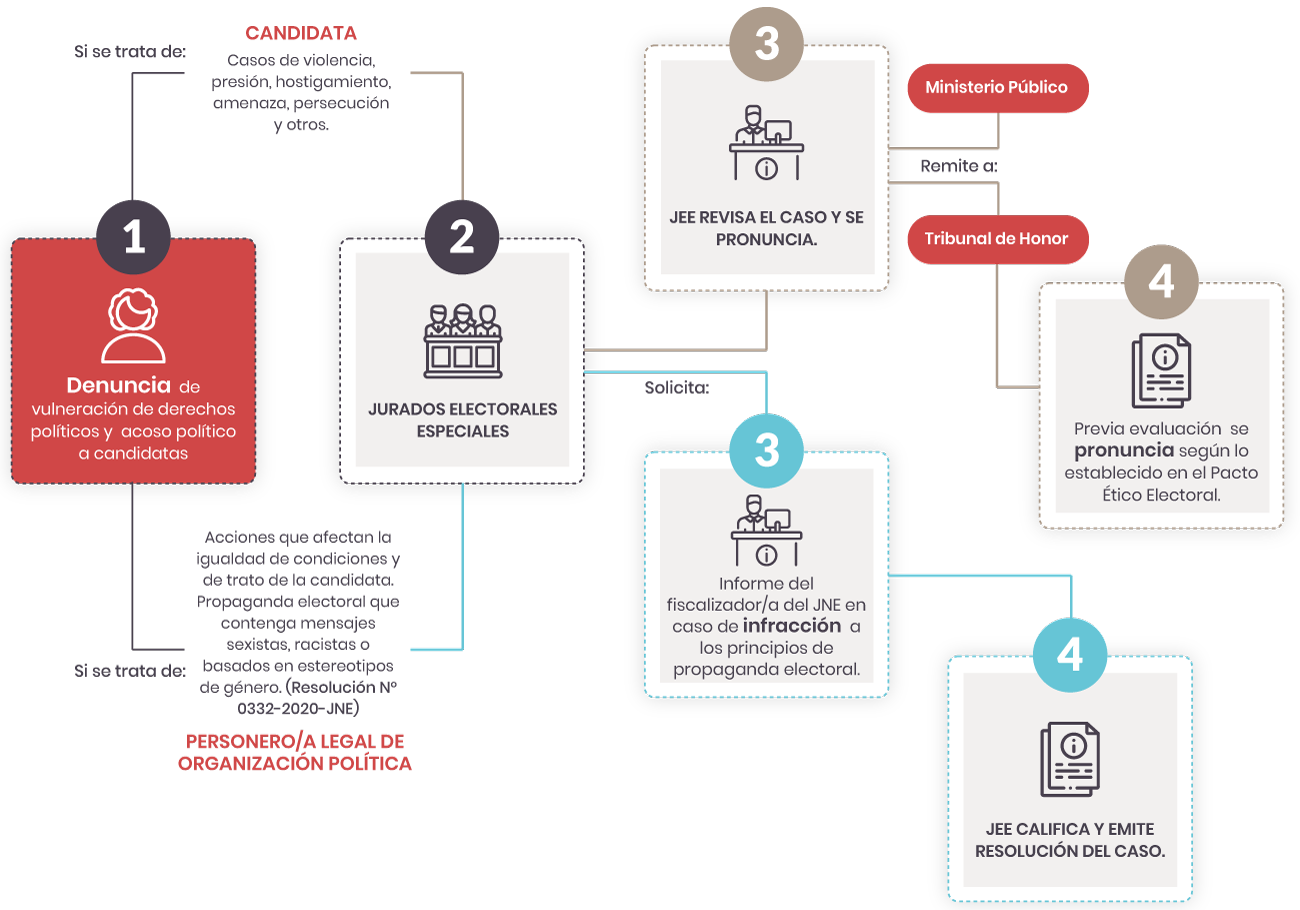 Si se trata de:
CANDIDATA
Casos de violencia,
presión, hostigamiento,
amenaza, persecución
y otros.
1
Denuncia de
vulneración de derechos
políticos y acoso político
a candidatas
Si se trata de:
Acciones que afectan la
igualdad de condiciones y
de trato de la candidata.
Propaganda electoral que
contenga mensajes
sexistas, racistas o
basados en estereotipos
de género. (Resolución Nº
0332-2020-JNE)
PERSONERO/A LEGAL DE
ORGANIZACIÓN POLÍTICA
2
JURADOS ELECTORALES
ESPECIALES
3
JEE REVISA EL CASO Y SE
PRONUNCIA.
Remite a:
Ministerio Público
Tribunal de Honor
4
Previa evaluación se
pronuncia según lo
establecido en el Pacto
Ético Electoral.
Solicita:
3
Informe del
fiscalizador/a del JNE en
caso de infracción a
los principios de
propaganda electoral.
4
JEE CALIFICA Y EMITE
RESOLUCIÓN DEL CASO.